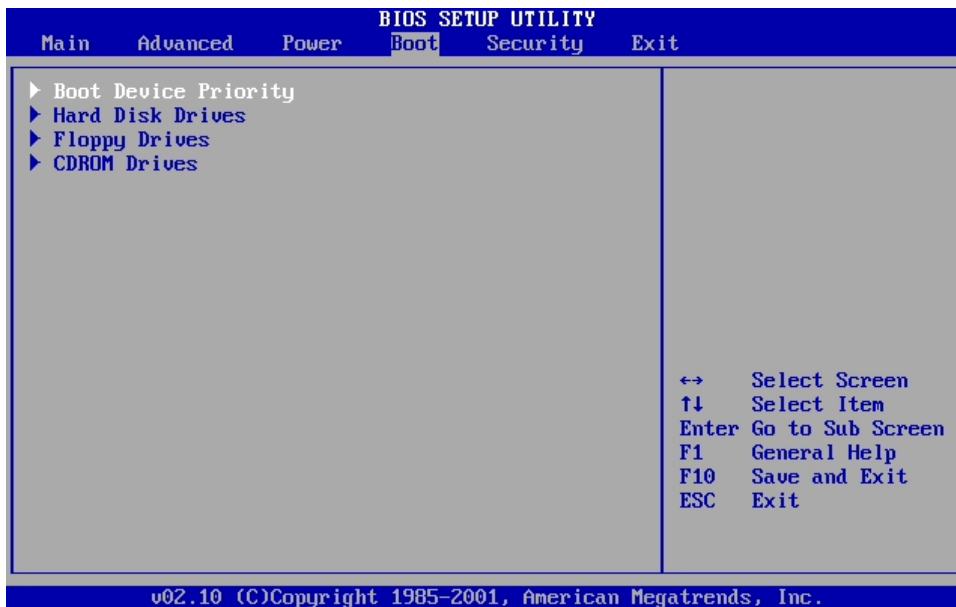 BIOS SETUP UTILITY
Main Advanced Power Boot Security Exit
▶ Boot Device Priority
▶ Hard Disk Drives
▶ Floppy Drives
▶ CDROM Drives
←→ Select Screen
↑↓ Select Item
Enter Go to Sub Screen
F1 General Help
F10 Save and Exit
ESC Exit
v02.10 (C)Copyright 1985-2001, American Megatrends, Inc.